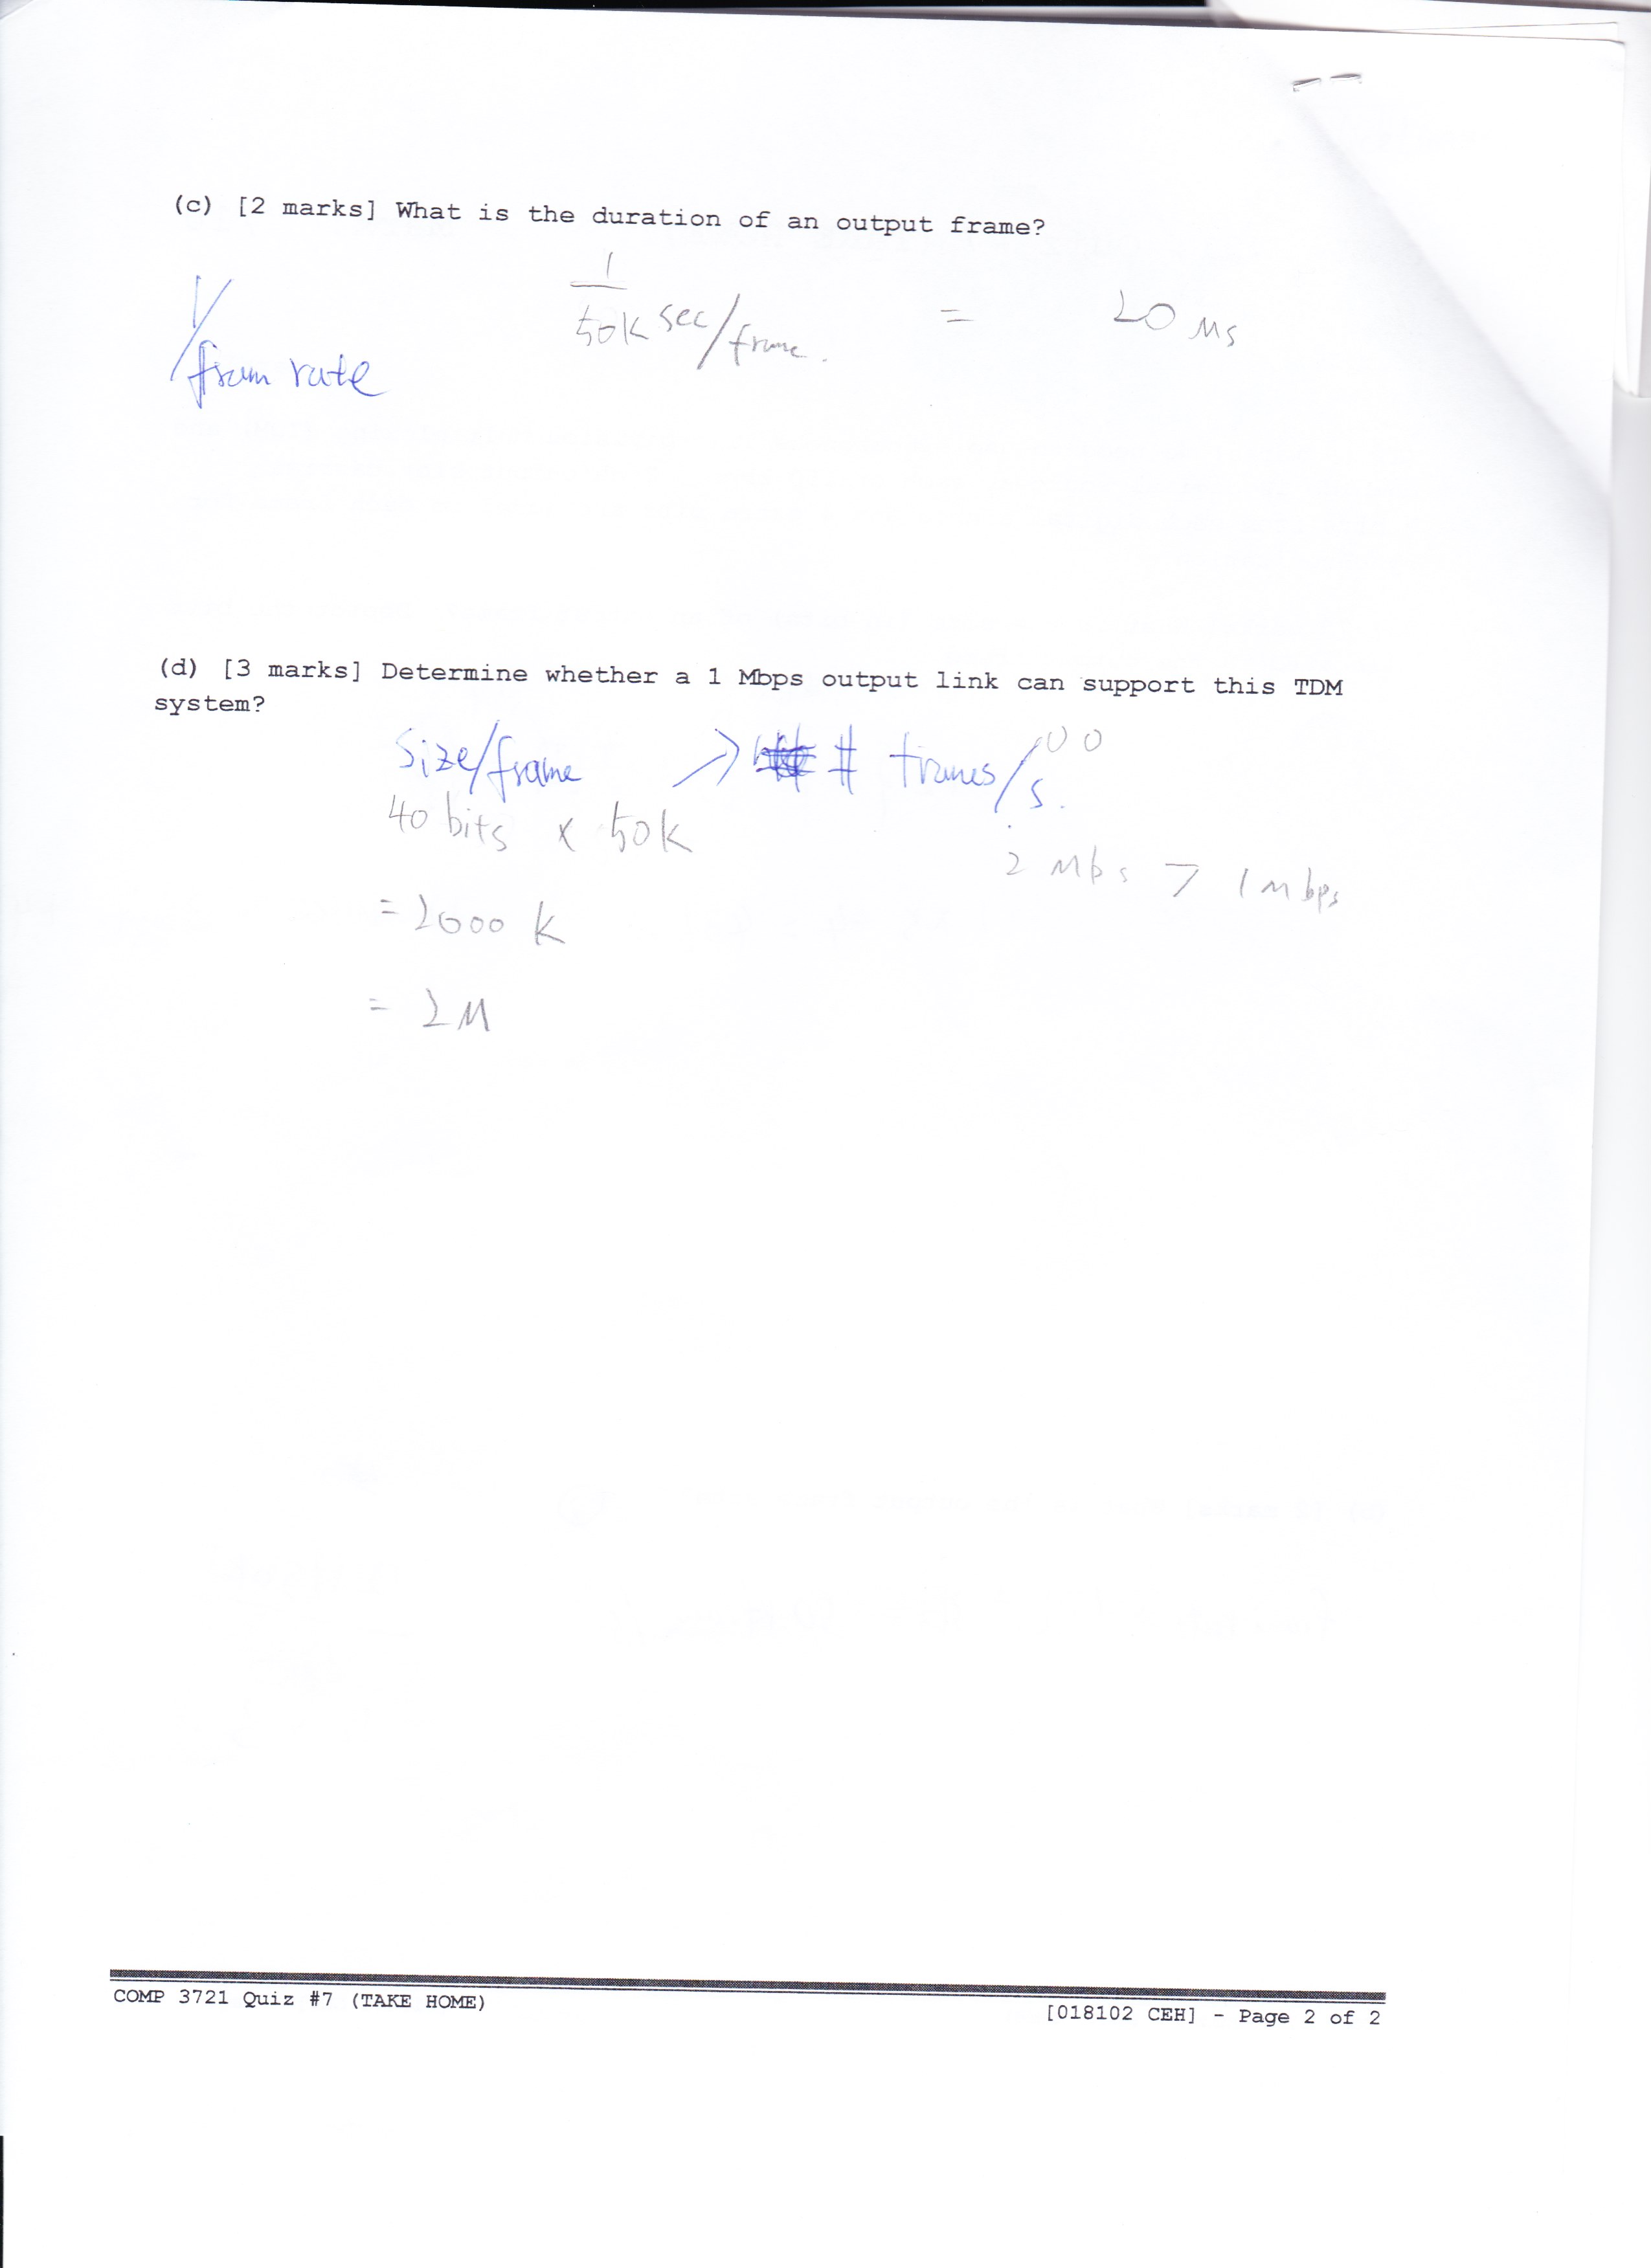 (c) [2 marks] What is the duration of an output frame?
1/fram rate
1/50k sec/frame. = 20 Ms
(d) [3 marks] Determine whether a 1 Mbps output link can support this TDM
system?
Size/frame > # frames/s.
40 bits x 50k
2 Mbs > 1 mbps
= 2000 k
= 2M
COMP 3721 Quiz #7 (TAKE HOME)
[018102 CEH] - Page 2 of 2